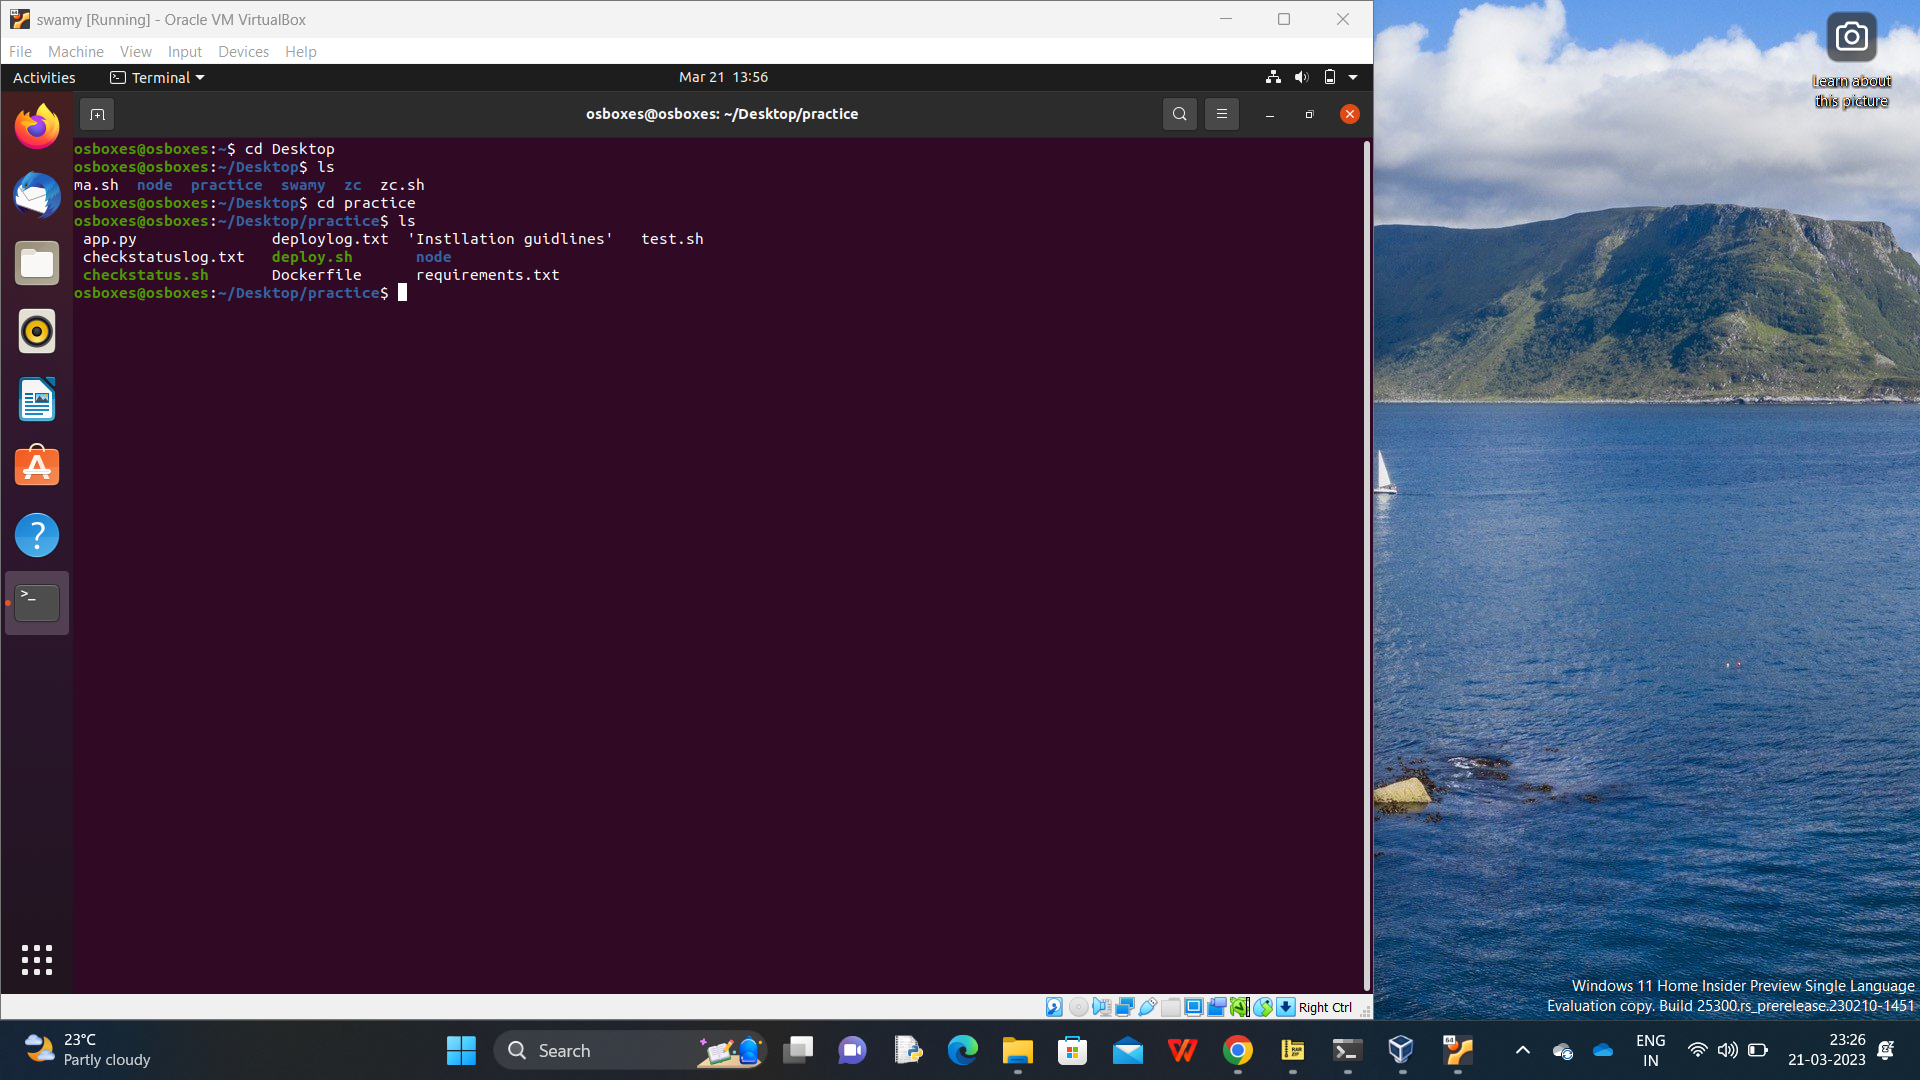 swamy [Running] - Oracle VM VirtualBox
File Machine View Input Devices Help
Activities Terminal Mar 21 13:56
osboxes@osboxes: ~/Desktop/practice
osboxes@osboxes:~$ cd Desktop
osboxes@osboxes:~/Desktop$ ls
ma.sh node practice swamy zc zc.sh
osboxes@osboxes:~/Desktop$ cd practice
osboxes@osboxes:~/Desktop/practice$ ls
app.py deploylog.txt 'Instllation guidlines' test.sh
checkstatuslog.txt deploy.sh node
checkstatus.sh Dockerfile requirements.txt
osboxes@osboxes:~/Desktop/practice$
Right Ctrl
Learn about
this picture
Windows 11 Home Insider Preview Single Language
Evaluation copy. Build 25300.rs_prerelease.230210-1451
23°C
Partly cloudy
Search
ENG
IN
23:26
21-03-2023